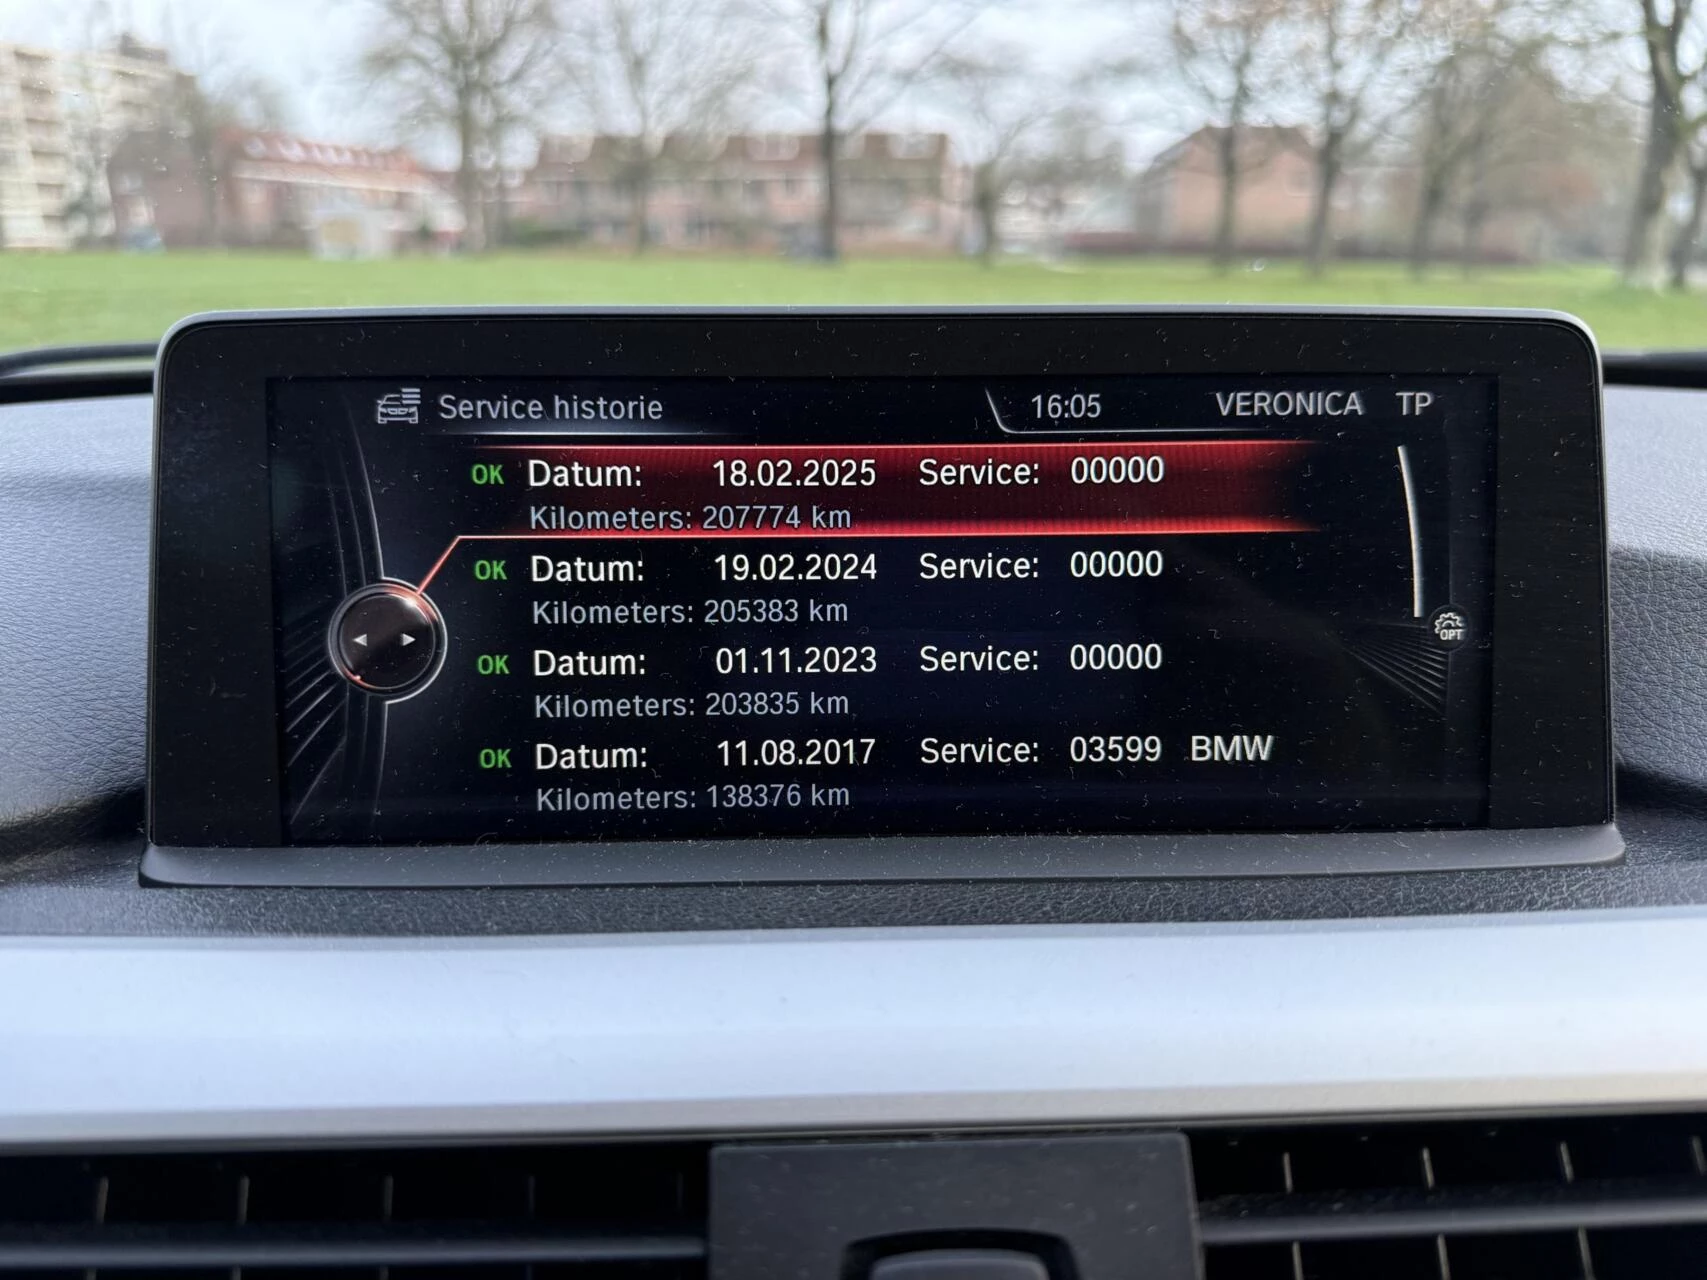 Service historie 16:05 VERONICA TP
OK Datum: 18.02.2025 Service: 00000
Kilometers: 207774 km
OK Datum: 19.02.2024 Service: 00000
Kilometers: 205383 km
OPT
OK Datum: 01.11.2023 Service: 00000
Kilometers: 203835 km
OK Datum: 11.08.2017 Service: 03599 BMW
Kilometers: 138376 km